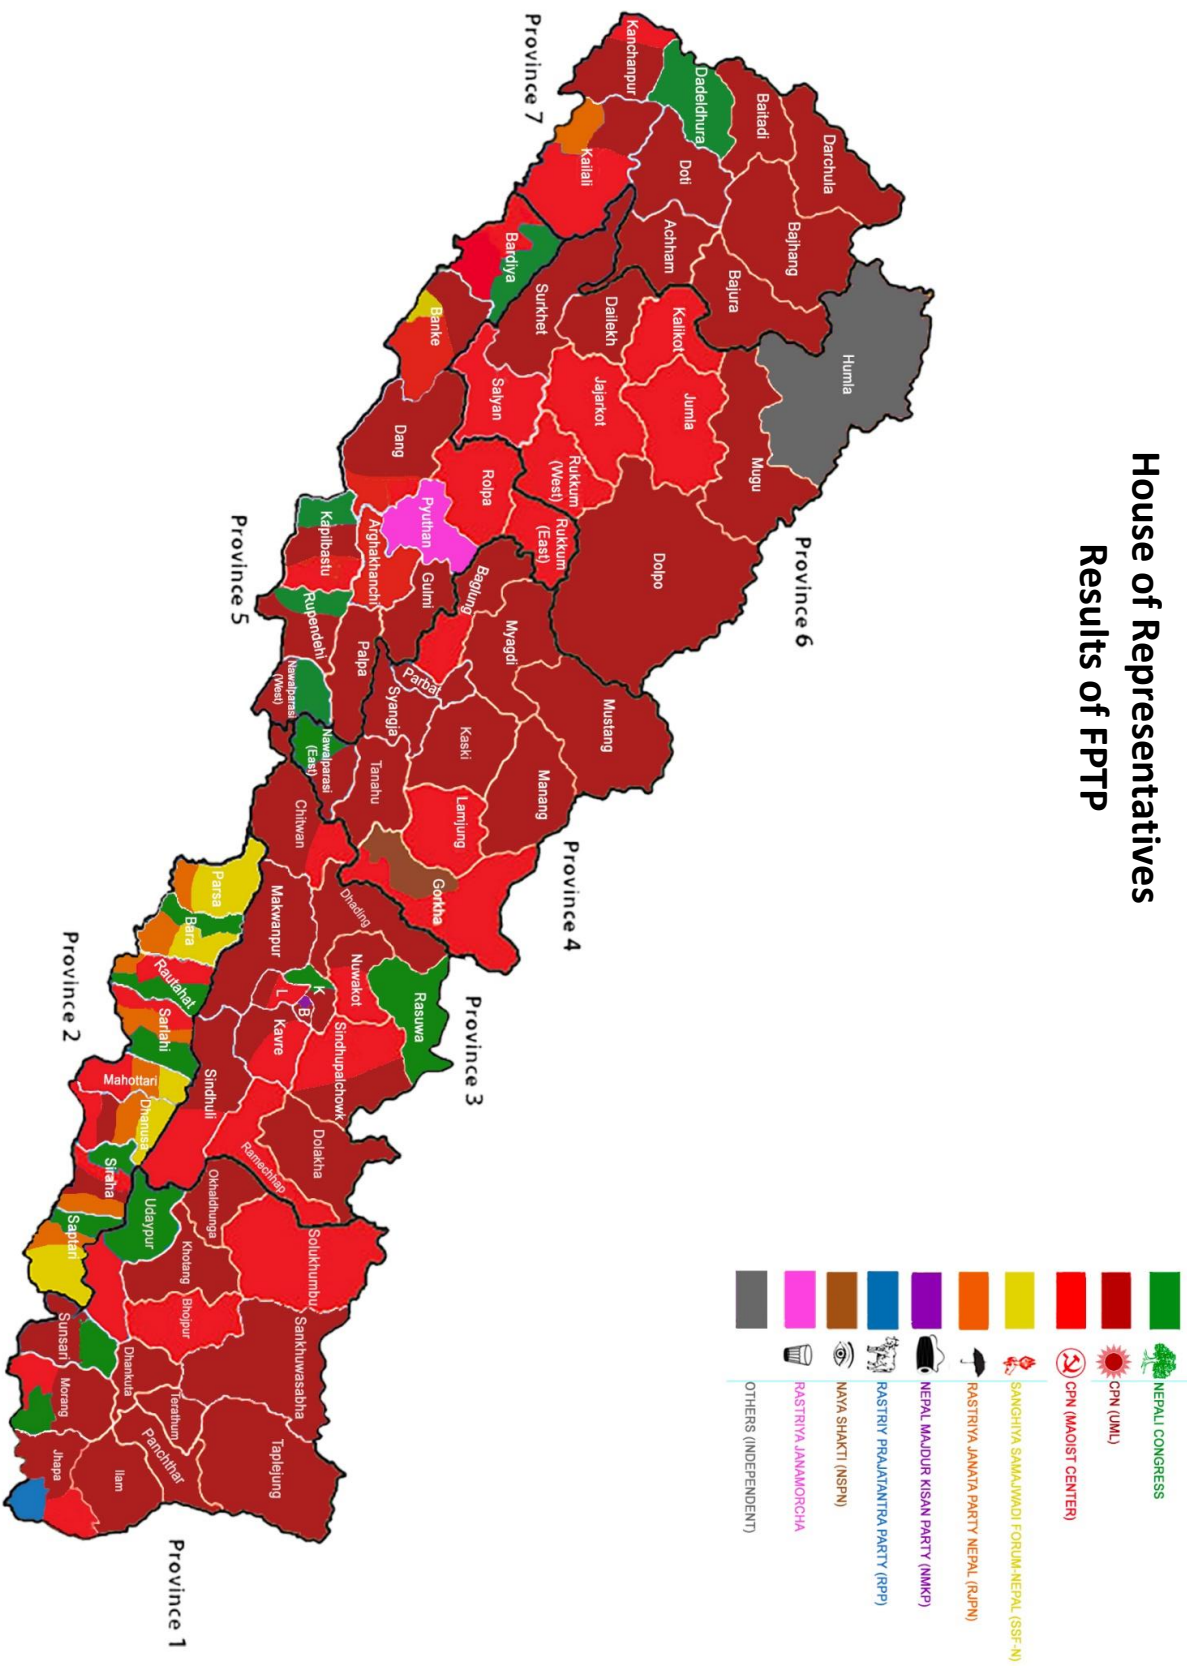 House of Representatives
Results of FPTP
Province 7
Kanchanpur
Dadeldhura
Baitadi
Darchula
Kailali
Doti
Achham
Bajhang
Bajura
Province 6
Humla
Mugu
Kalikot
Jumla
Dailekh
Jajarkot
Surkhet
Salyan
Rukkum
(West)
Dolpo
Province 5
Bardiya
Banke
Dang
Rolpa
Rukkum
(East)
Pyuthan
Kapilbastu
Arghakhanchi
Gulmi
Rupendehi
Palpa
Nawalparasi
(West)
Province 4
Baglung
Myagdi
Mustang
Parbat
Syangja
Kaski
Manang
Nawalparasi
(East)
Tanahu
Lamjung
Gorkha
Province 3
Chitwan
Makwanpur
Dhading
Nuwakot
Rasuwa
K
L
B
Kavre
Sindhupalchowk
Sindhuli
Ramechhap
Dolakha
Province 2
Parsa
Bara
Rautahat
Sarlahi
Mahottari
Dhanusa
Siraha
Saptari
Province 1
Udaypur
Okhaldhunga
Solukhumbu
Khotang
Bhojpur
Sankhuwasabha
Sunsari
Dhankuta
Terathum
Morang
Panchthar
Taplejung
Jhapa
Ilam
NEPALI CONGRESS
CPN (UML)
CPN (MAOIST CENTER)
SANGHIYA SAMAJWADI FORUM-NEPAL (SSF-N)
RASTRIYA JANATA PARTY NEPAL (RJPN)
NEPAL MAJDUR KISAN PARTY (NMKP)
RASTRIY PRAJATANTRA PARTY (RPP)
NAYA SHAKTI (NSPN)
RASTRIYA JANAMORCHA
OTHERS (INDEPENDENT)